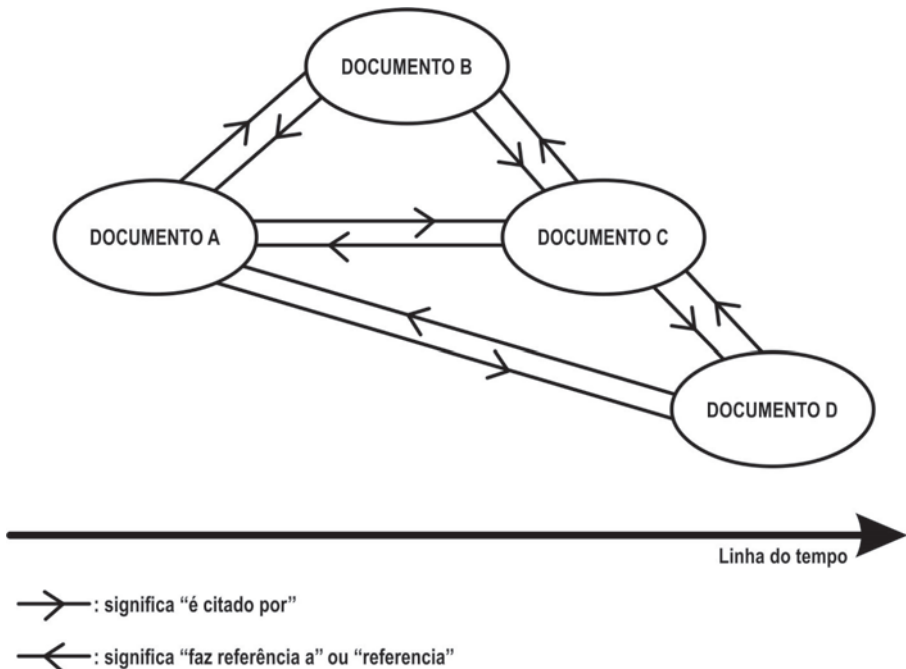 DOCUMENTO B
DOCUMENTO A
DOCUMENTO C
DOCUMENTO D
Linha do tempo
: significa “é citado por”
: significa “faz referência a” ou “referencia”